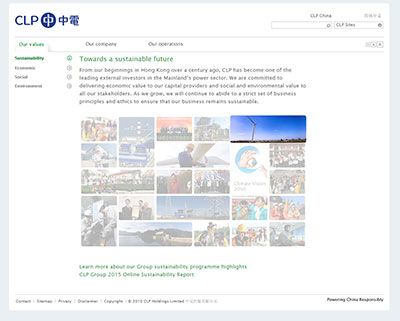 CLP 中電
CLP China
CLP Sites
Our values
Our company
Our operations
Sustainability
Economic
Social
Environmental
Towards a sustainable future
From our beginnings in Hong Kong over a century ago, CLP has become one of the
leading external investors in the Mainland's power sector. We are committed to
delivering economic value to our capital providers and social and environmental value to
all our stakeholders. As we grow, we will continue to abide to a strict set of business
principles and ethics to ensure that our business remains sustainable.
Climate Vision
2050
Learn more about our Group sustainability programme highlights
CLP Group 2015 Online Sustainability Report
Contact | Sitemap | Privacy | Disclaimer | Copyright | © 2010 CLP Holdings Limited
Powering China Responsibly